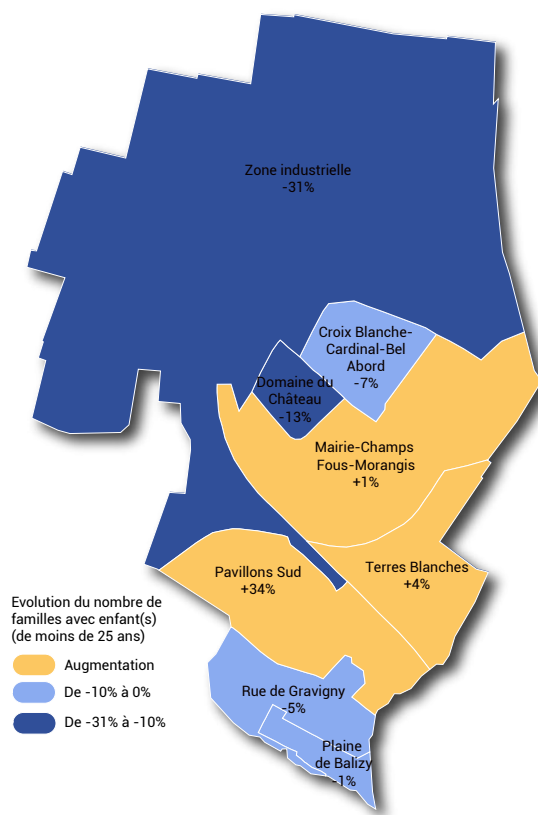 Zone industrielle
-31%
Croix Blanche-
Cardinal-Bel
Abord
-7%
Domaine du
Château
-13%
Mairie-Champs
Fous-Morangis
+1%
Terres Blanches
+4%
Pavillons Sud
+34%
Evolution du nombre de
familles avec enfant(s)
(de moins de 25 ans)
Augmentation
De -10% à 0%
De -31% à -10%
Rue de Gravigny
-5%
Plaine
de Balizy
-1%